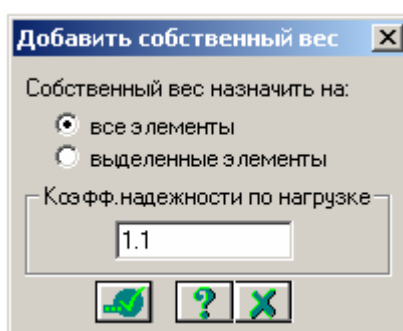 Добавить собственный вес
Собственный вес назначить на:
все элементы
выделенные элементы
Коэфф.надежности по нагрузке
1.1